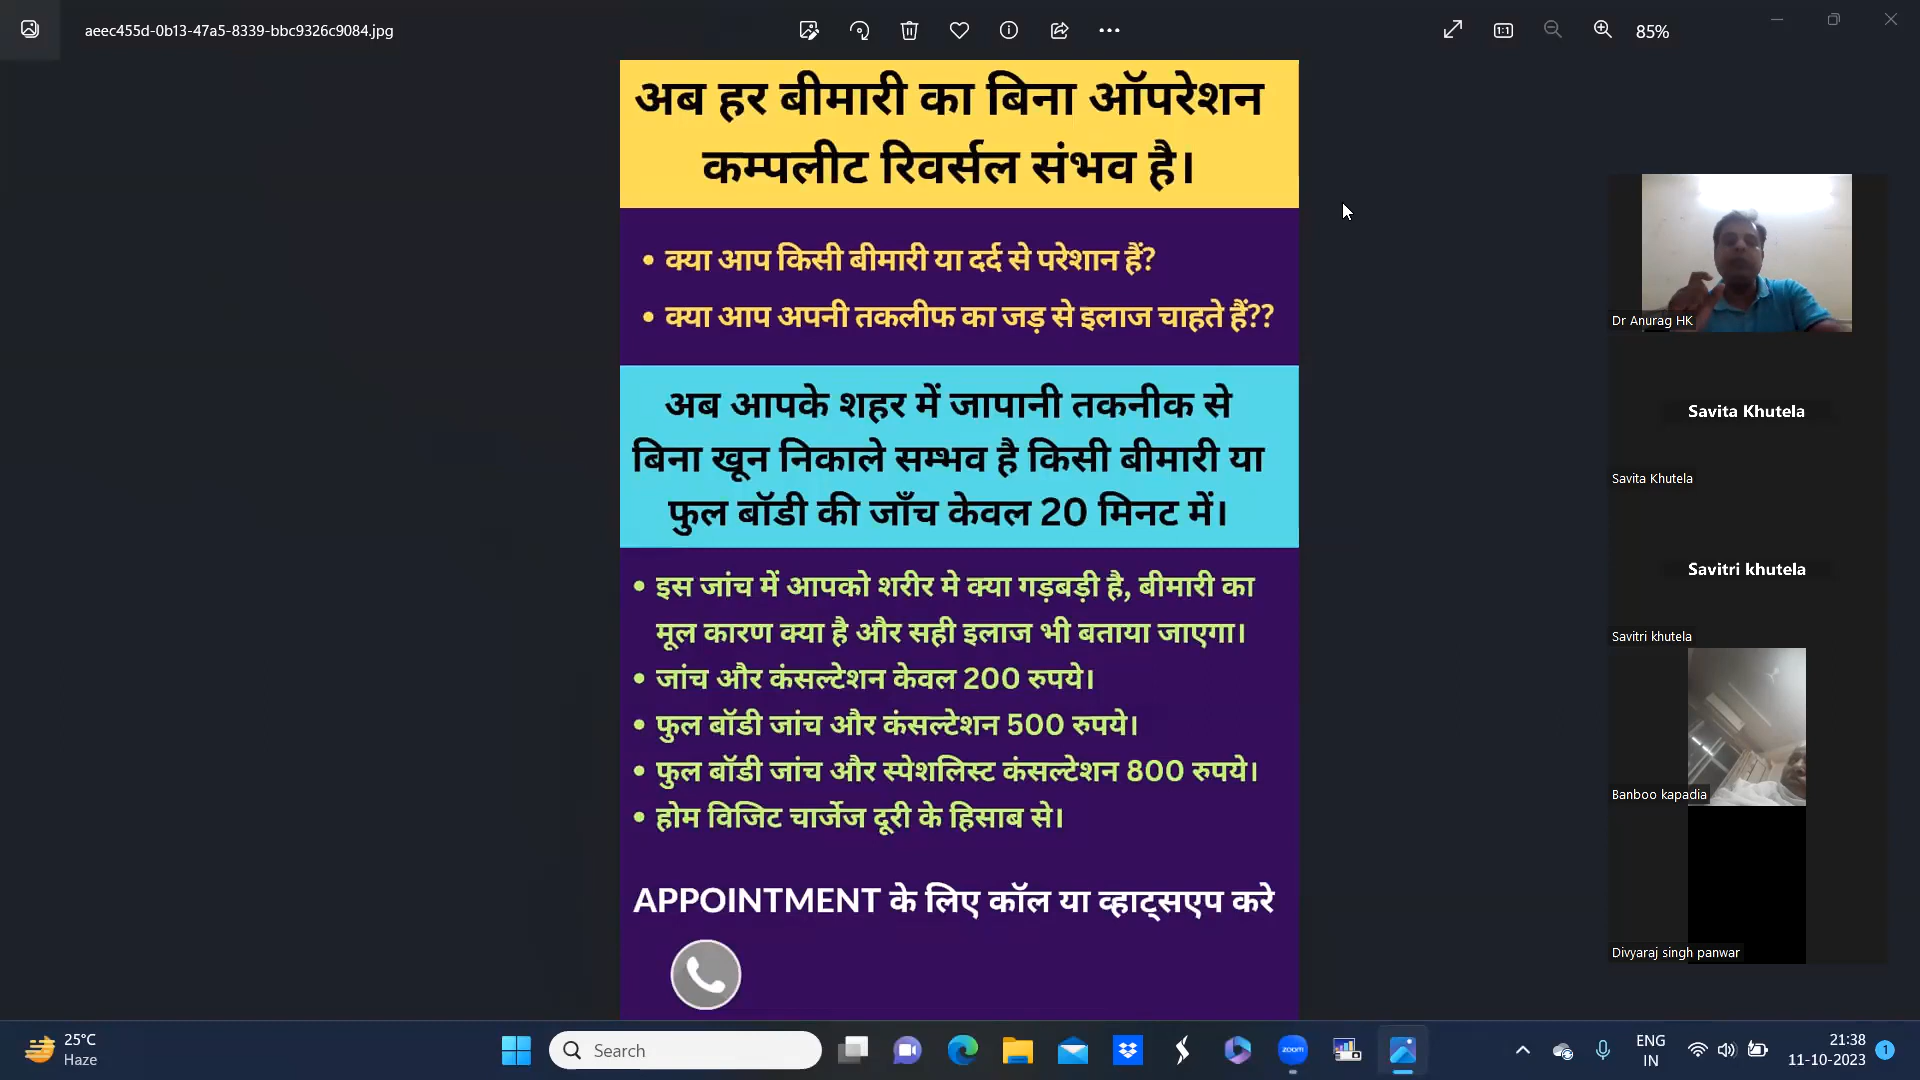 aeec455d-0b13-47a5-8339-bbc9326c9084.jpg
85%
अब हर बीमारी का बिना ऑपरेशन
कम्पलीट रिवर्सल संभव है।
• क्या आप किसी बीमारी या दर्द से परेशान हैं?
• क्या आप अपनी तकलीफ का जड़ से इलाज चाहते हैं??
अब आपके शहर में जापानी तकनीक से
बिना खून निकाले सम्भव है किसी बीमारी या
फुल बॉडी की जाँच केवल 20 मिनट में।
• इस जांच में आपको शरीर मे क्या गड़बड़ी है, बीमारी का
मूल कारण क्या है और सही इलाज भी बताया जाएगा।
• जांच और कंसल्टेशन केवल 200 रुपये।
• फुल बॉडी जांच और कंसल्टेशन 500 रुपये।
• फुल बॉडी जांच और स्पेशलिस्ट कंसल्टेशन 800 रुपये।
• होम विजिट चार्जेज दूरी के हिसाब से।
APPOINTMENT के लिए कॉल या व्हाट्सएप करे
Dr Anurag HK
Savita Khutela
Savita Khutela
Savitri khutela
Savitri khutela
Banboo kapadia
Divyaraj singh panwar
25°C
Haze
Search
zoom
ENG
IN
21:38
11-10-2023
1